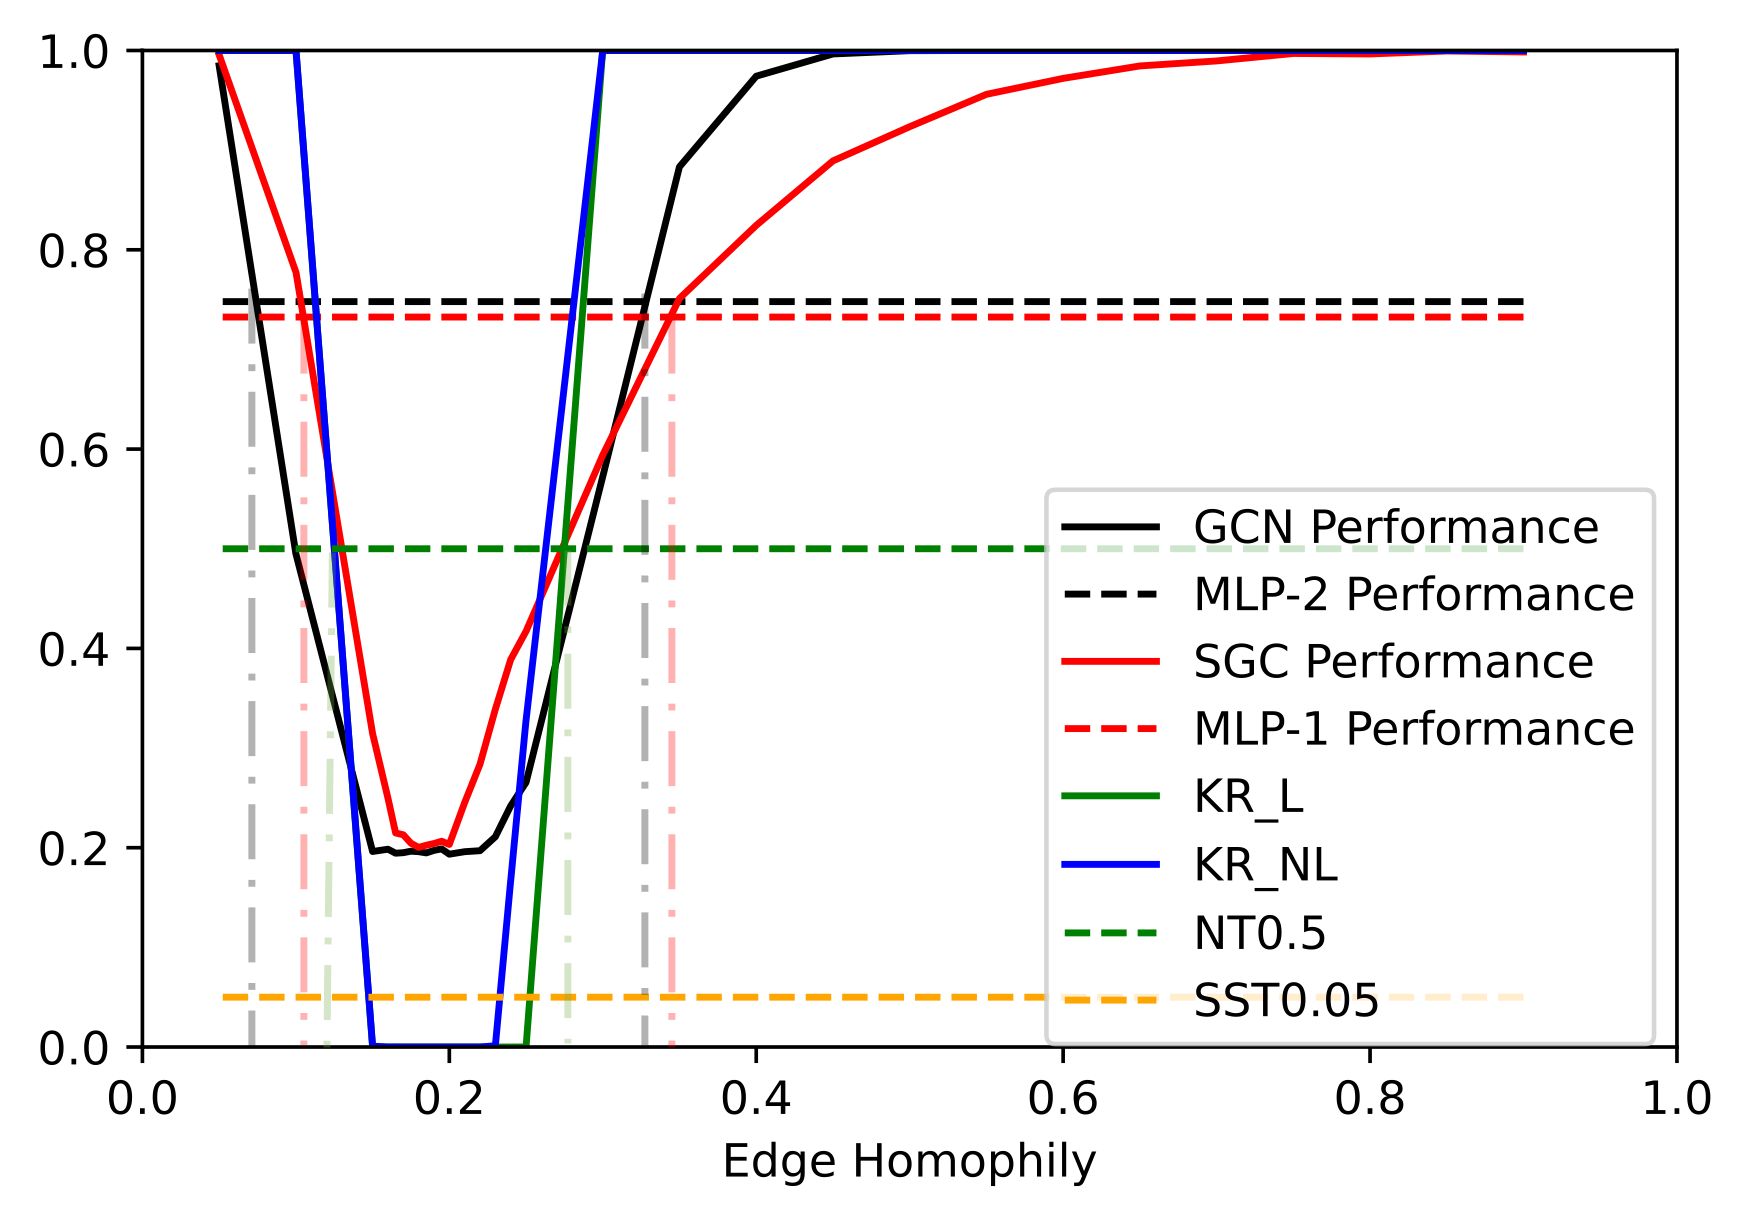 1.0
0.8
0.6
0.4
0.2
0.0
0.0 0.2 0.4 0.6 0.8 1.0
Edge Homophily
GCN Performance
MLP-2 Performance
SGC Performance
MLP-1 Performance
KR_L
KR_NL
NT0.5
SST0.05